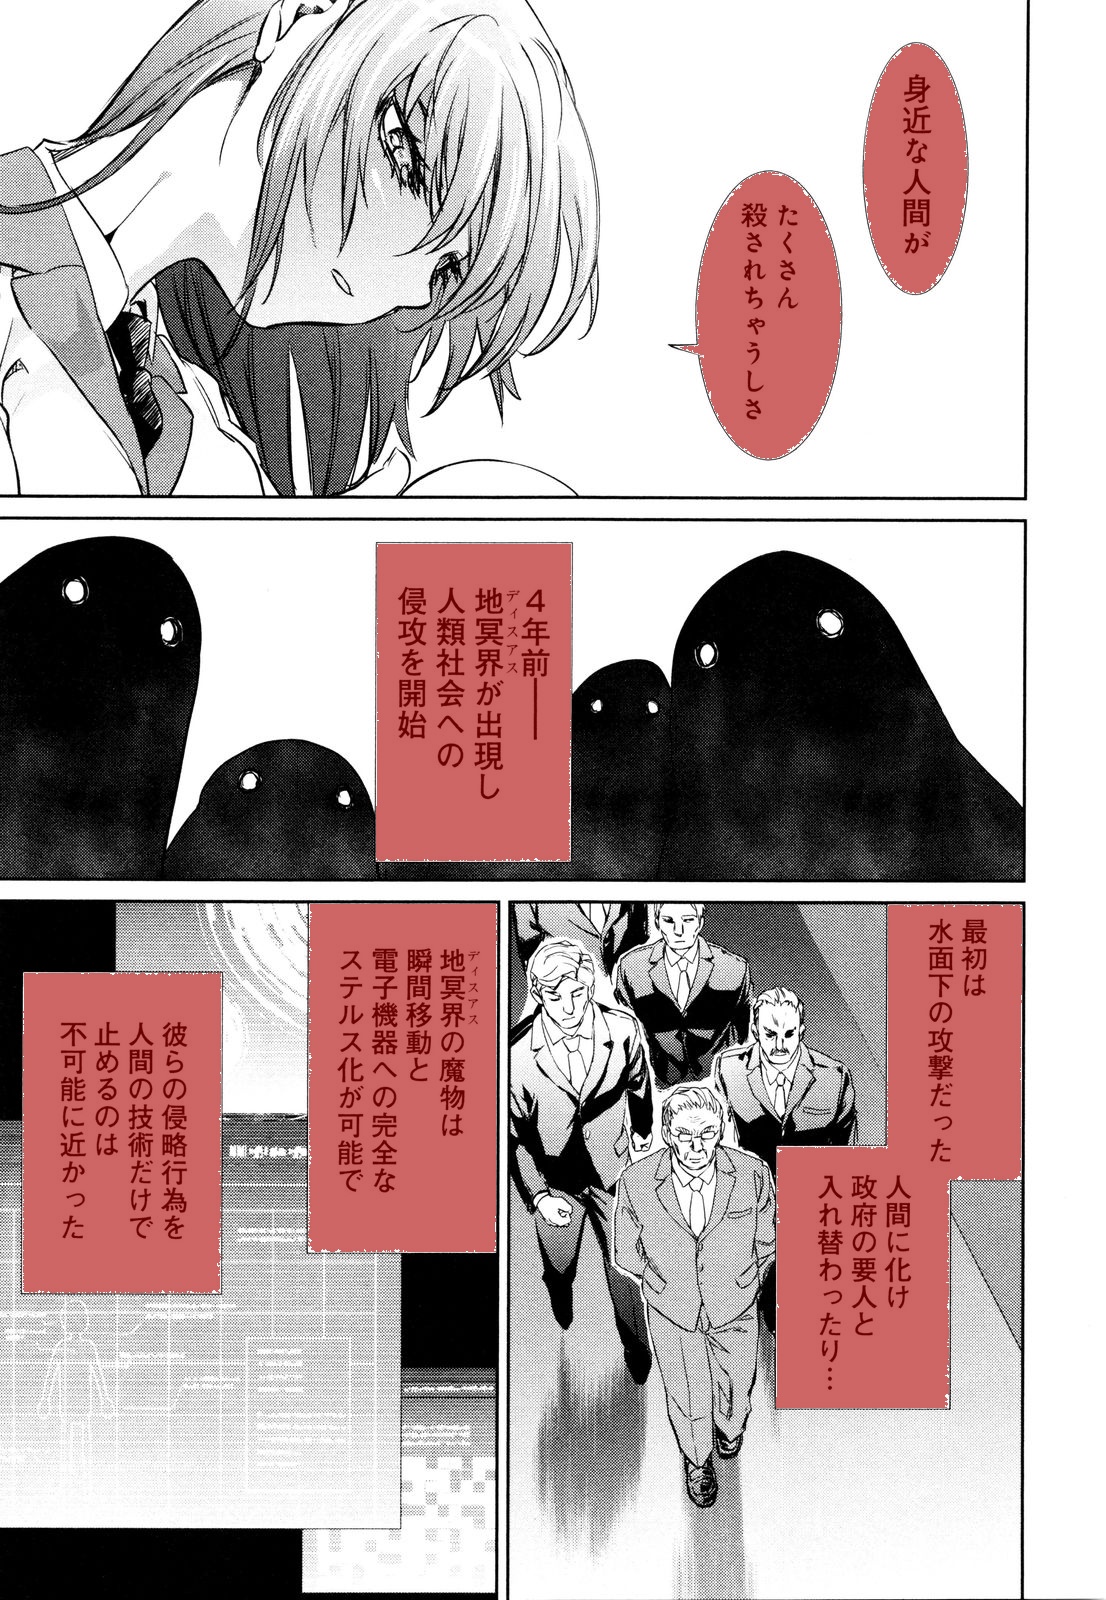 身近な人間が
たくさん
殺されちゃうしさ
4年前――
地冥界が出現し
ディスアス
人類社会への
侵攻を開始
最初は
水面下の攻撃だった
人間に化け
政府の要人と
入れ替わったり…
地冥界の魔物は
ディスアス
瞬間移動と
電子機器への完全な
ステルス化が可能で
彼らの侵略行為を
人間の技術だけで
止めるのは
不可能に近かった